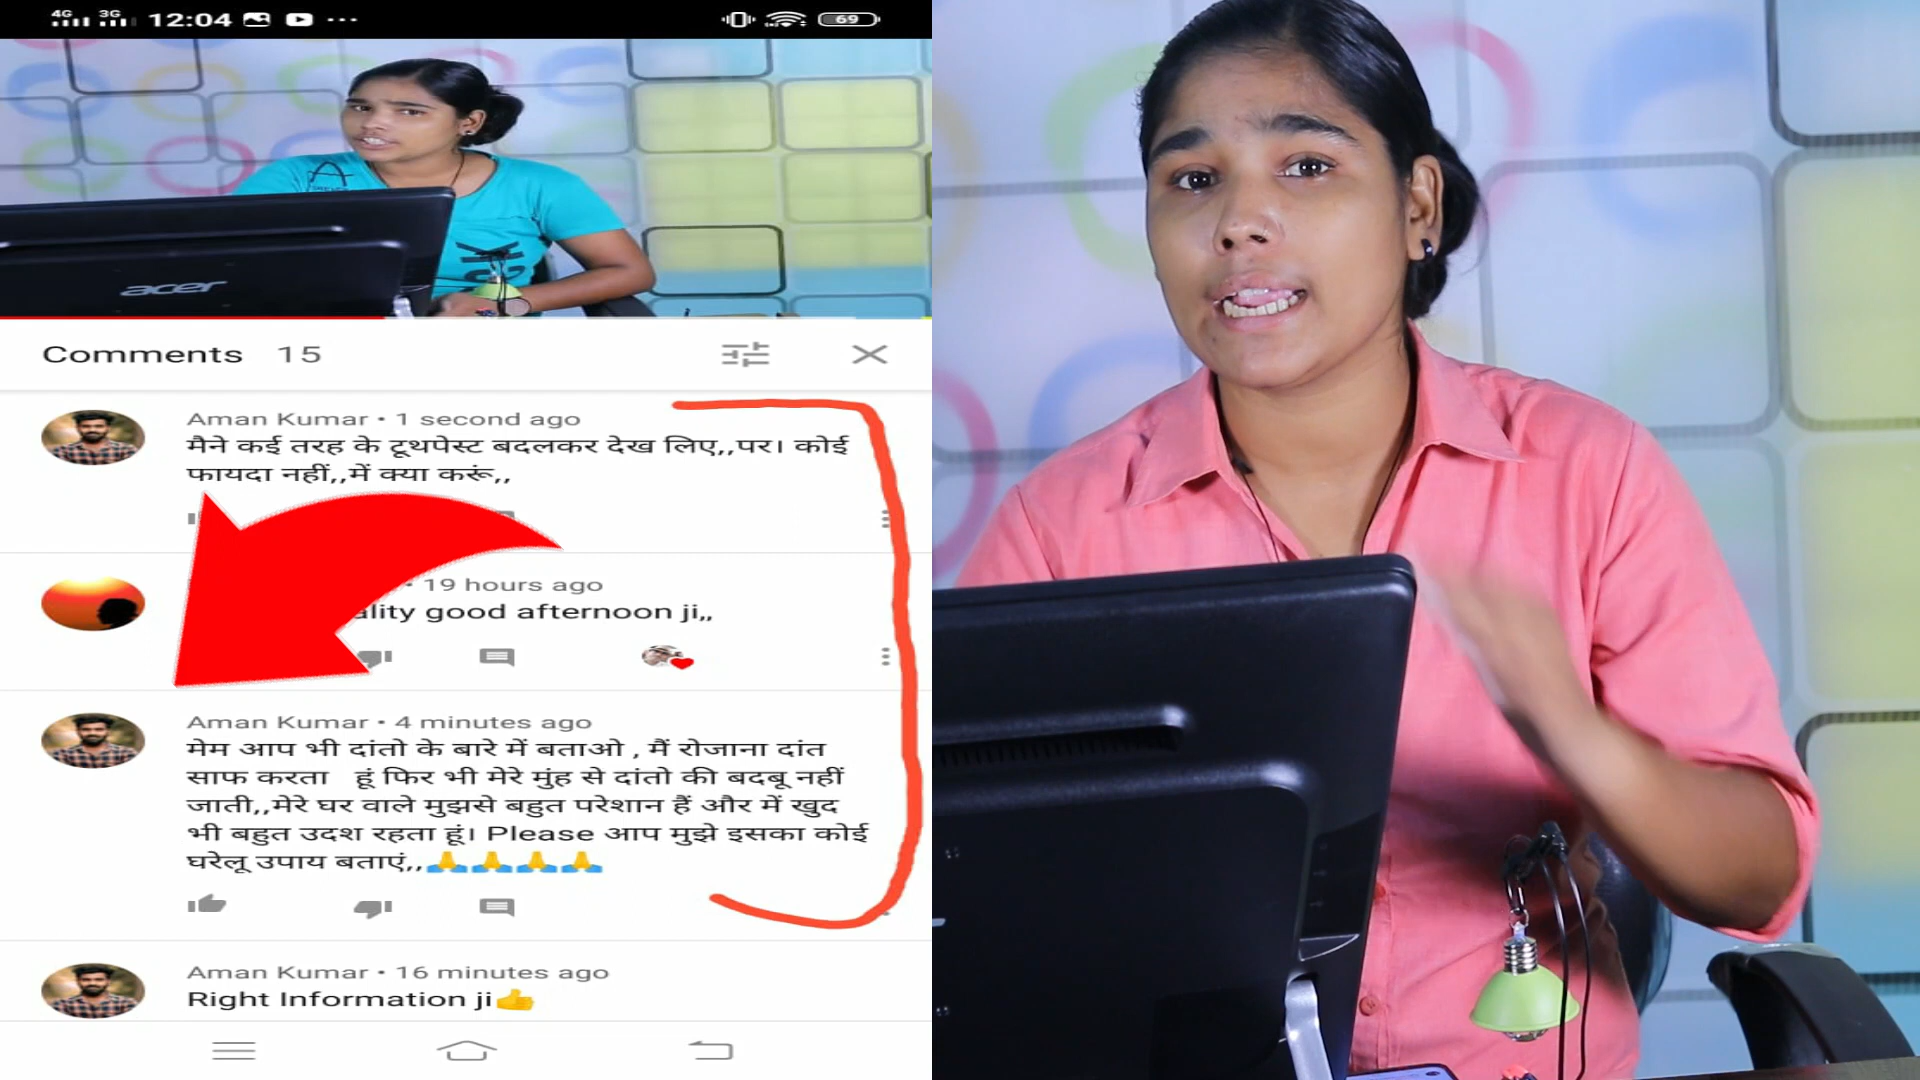 4G 3G 12:04 69
acer
Comments 15
Aman Kumar • 1 second ago
मैने कई तरह के टूथपेस्ट बदलकर देख लिए,,पर। कोई
फायदा नहीं,,में क्या करूं,,
• 19 hours ago
good afternoon ji,,
Aman Kumar • 4 minutes ago
मेम आप भी दांतो के बारे में बताओ , मैं रोजाना दांत
साफ करता हूं फिर भी मेरे मुंह से दांतो की बदबू नहीं
जाती,,मेरे घर वाले मुझसे बहुत परेशान हैं और में खुद
भी बहुत उदश रहता हूं। Please आप मुझे इसका कोई
घरेलू उपाय बताएं,,🙏🙏🙏🙏
Aman Kumar • 16 minutes ago
Right Information ji👍